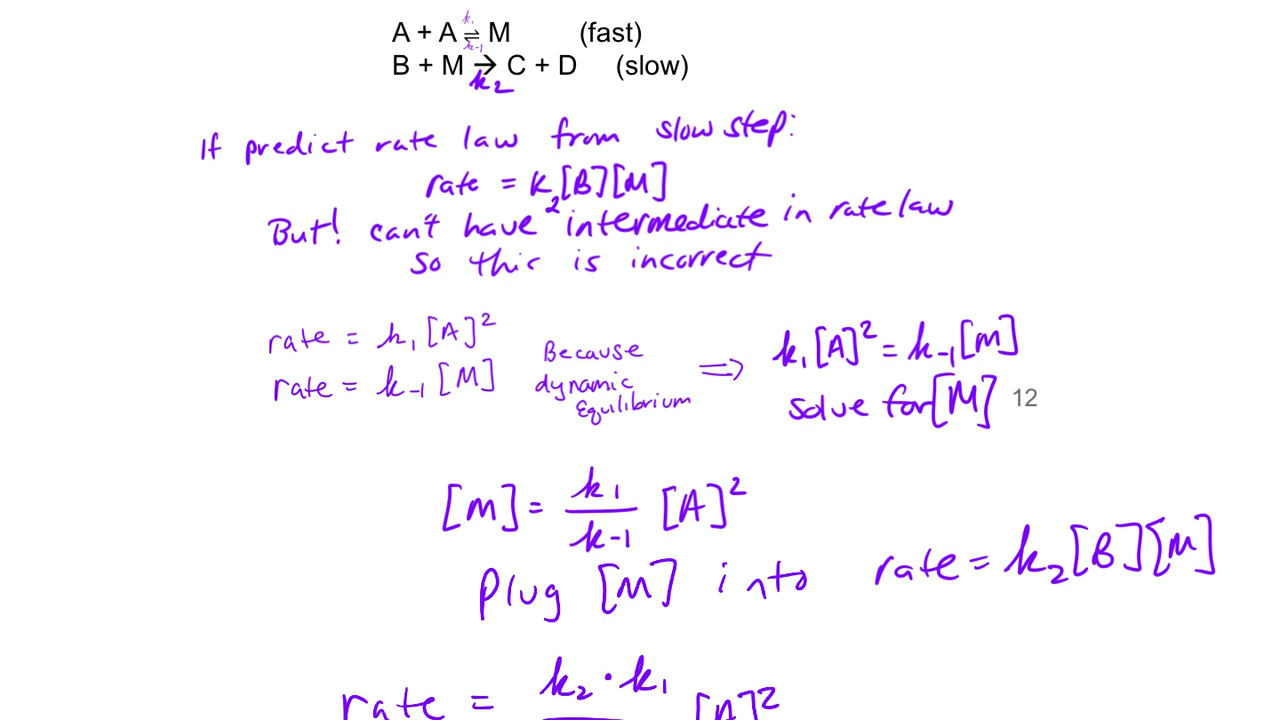 k₁
A + A ⇌ M (fast)
k-1
B + M → C + D (slow)
k₂
If predict rate law from slow step:
rate = k₂[B][M]
But! can't have intermediate in rate law
So this is incorrect
rate = k₁[A]²
rate = k-1[M]
Because
dynamic
Equilibrium
⟹ k₁[A]² = k-1[M]
solve for [M]
12
[M] = k₁/k-1 [A]²
Plug [M] into rate = k₂[B][M]
rate = k₂·k₁ [A]²